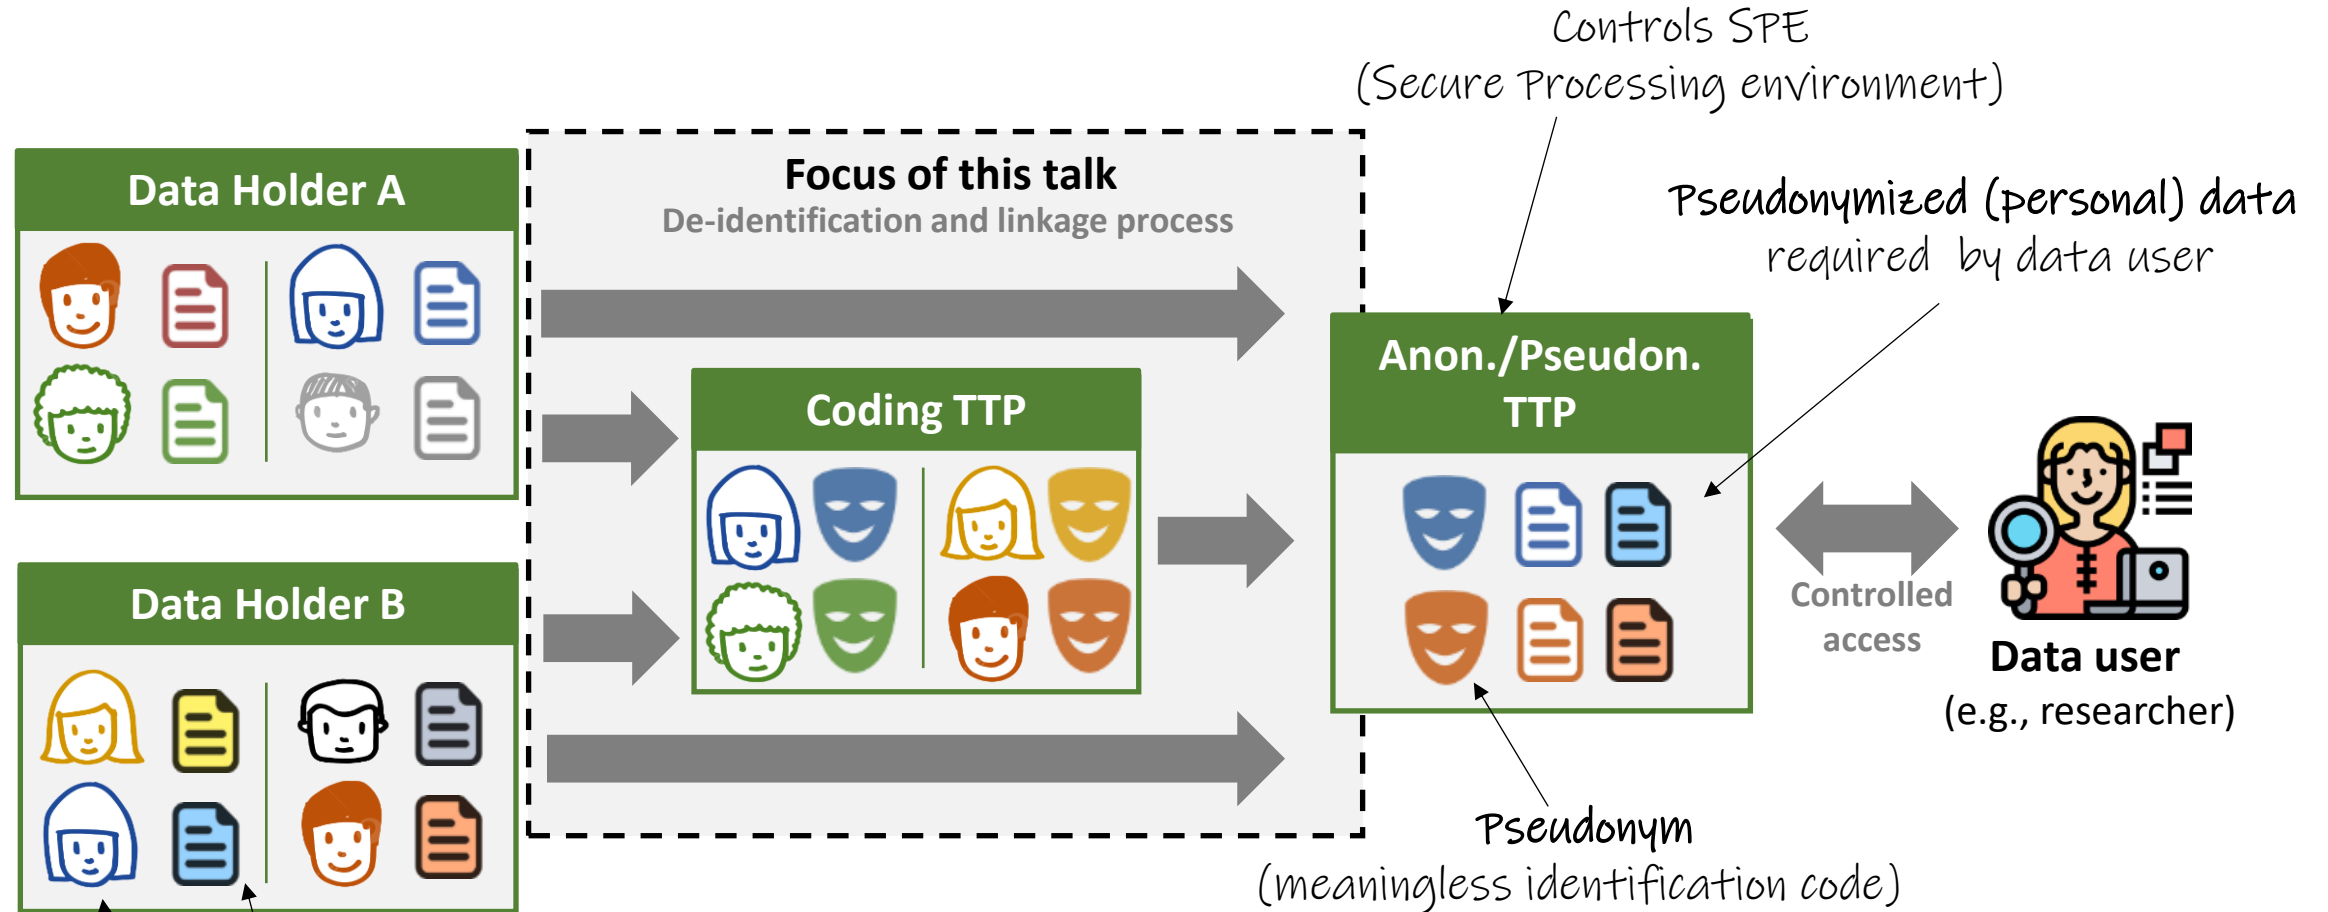 Controls SPE
(Secure Processing environment)
Focus of this talk
De-identification and linkage process
Data Holder A
Pseudonymized (personal) data
required by data user
Anon./Pseudon.
TTP
Coding TTP
Data Holder B
Controlled
access
Data user
(e.g., researcher)
Pseudonym
(meaningless identification code)